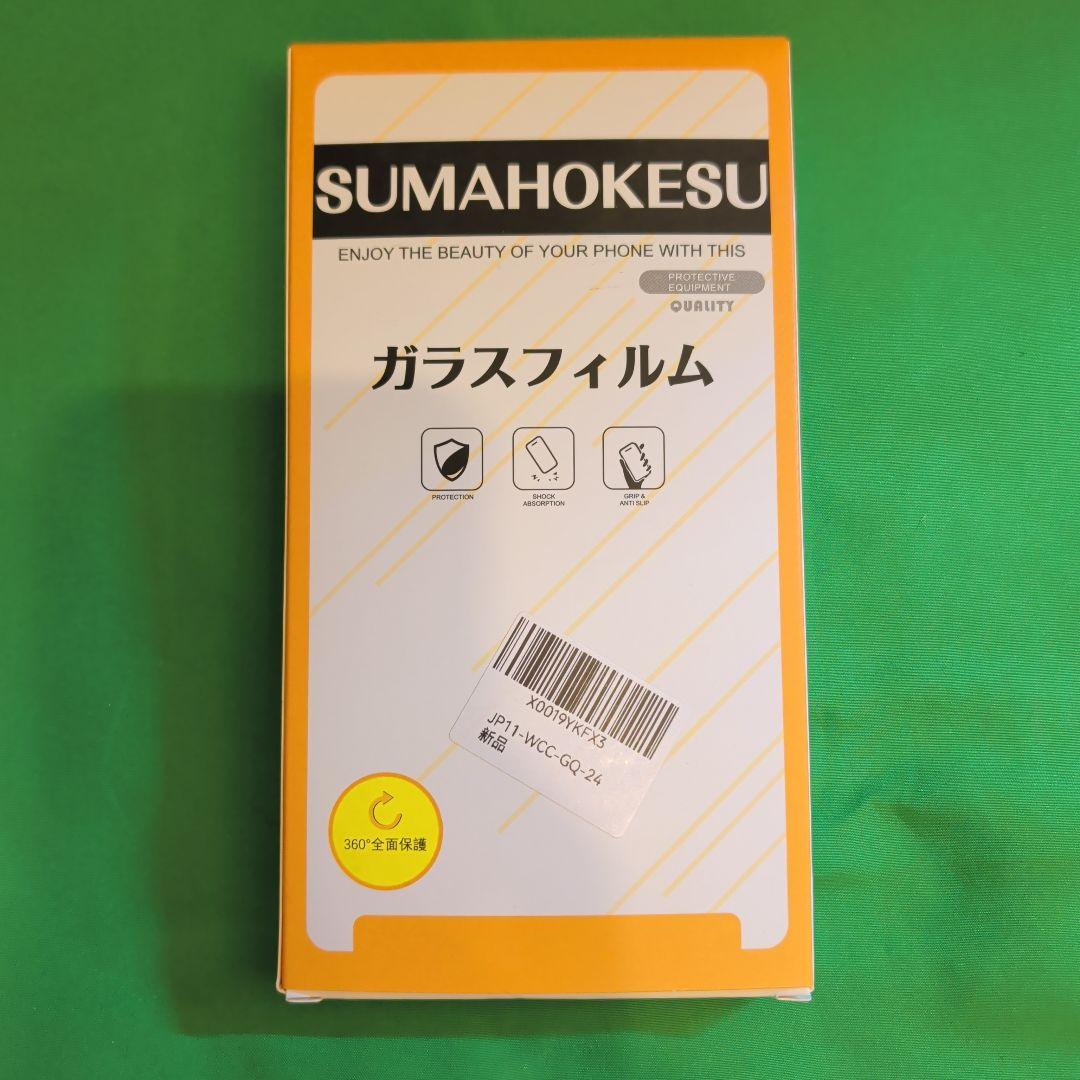 SUMAHOKESU
ENJOY THE BEAUTY OF YOUR PHONE WITH THIS
PROTECTIVE
EQUIPMENT
QUALITY
ガラスフィルム
PROTECTION
SHOCK
ABSORPTION
GRIP &
ANTI SLIP
X0019YKFX3
JP11-WCC-GQ-24
新品
360°全面保護